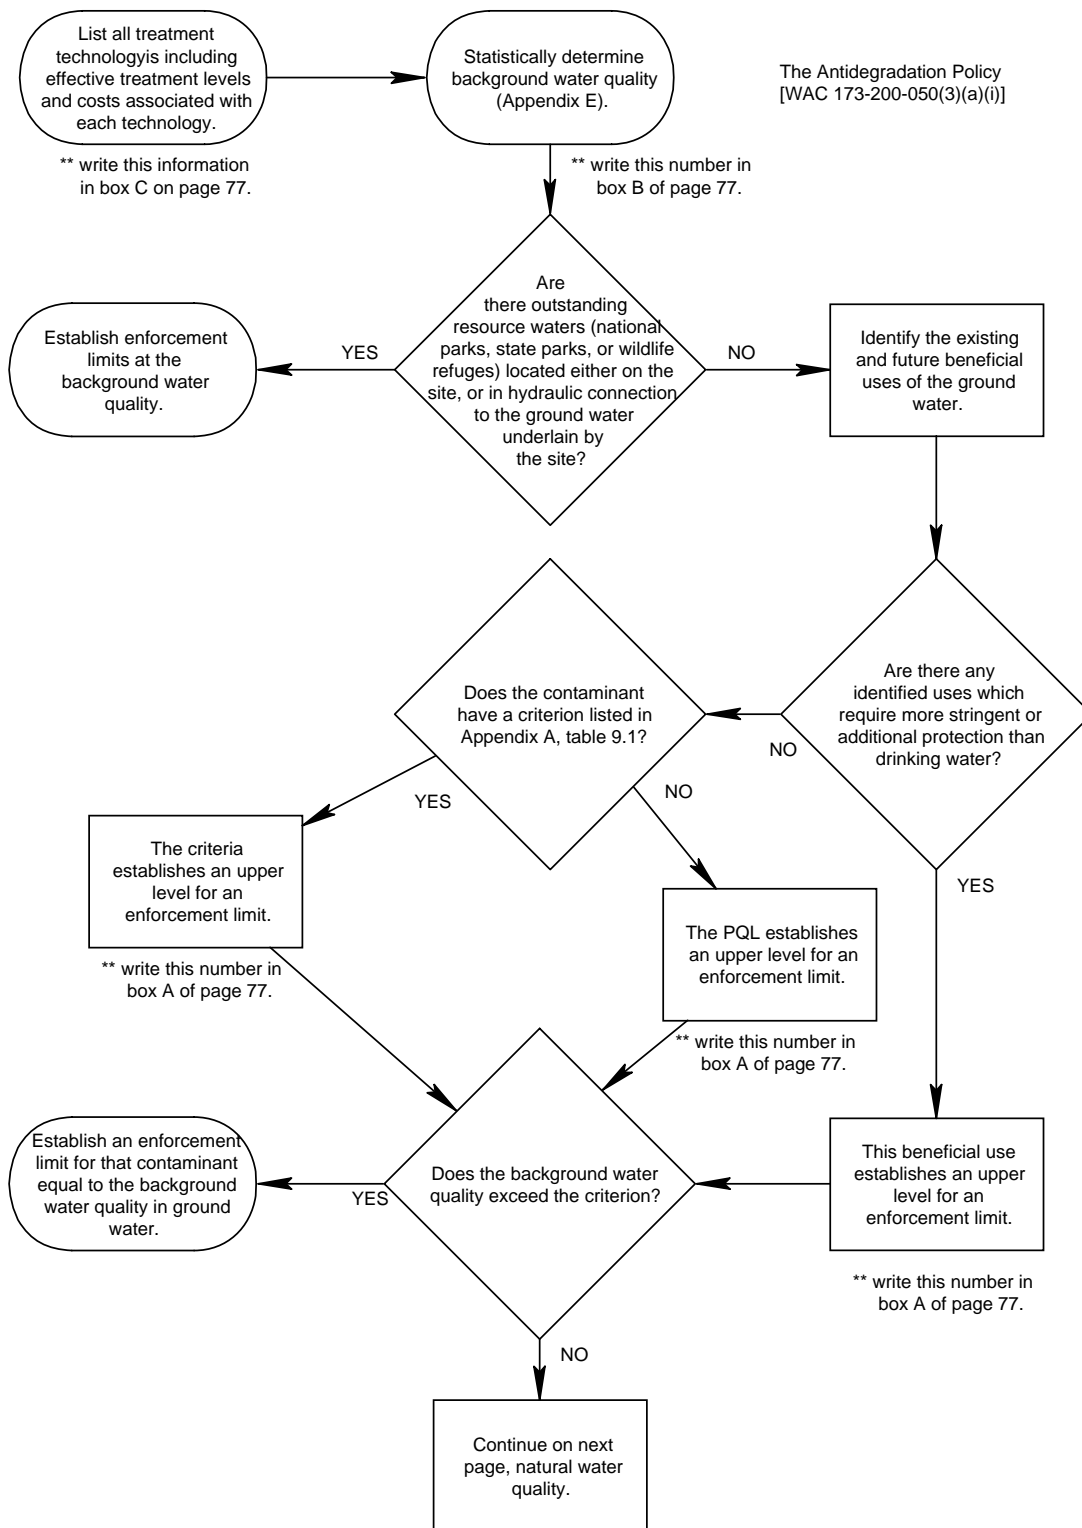 List all treatment
technologyis including
effective treatment levels
and costs associated with
each technology.
** write this information
in box C on page 77.
Statistically determine
background water quality
(Appendix E).
** write this number in
box B of page 77.
The Antidegradation Policy
[WAC 173-200-050(3)(a)(i)]
Are
there outstanding
resource waters (national
parks, state parks, or wildlife
refuges) located either on the
site, or in hydraulic connection
to the ground water
underlain by
the site?
YES
Establish enforcement
limits at the
background water
quality.
NO
Identify the existing
and future beneficial
uses of the ground
water.
Are there any
identified uses which
require more stringent or
additional protection than
drinking water?
NO
YES
Does the contaminant
have a criterion listed in
Appendix A, table 9.1?
YES
NO
The criteria
establishes an upper
level for an
enforcement limit.
** write this number in
box A of page 77.
The PQL establishes
an upper level for an
enforcement limit.
** write this number in
box A of page 77.
This beneficial use
establishes an upper
level for an
enforcement limit.
** write this number in
box A of page 77.
Does the background water
quality exceed the criterion?
YES
Establish an enforcement
limit for that contaminant
equal to the background
water quality in ground
water.
NO
Continue on next
page, natural water
quality.